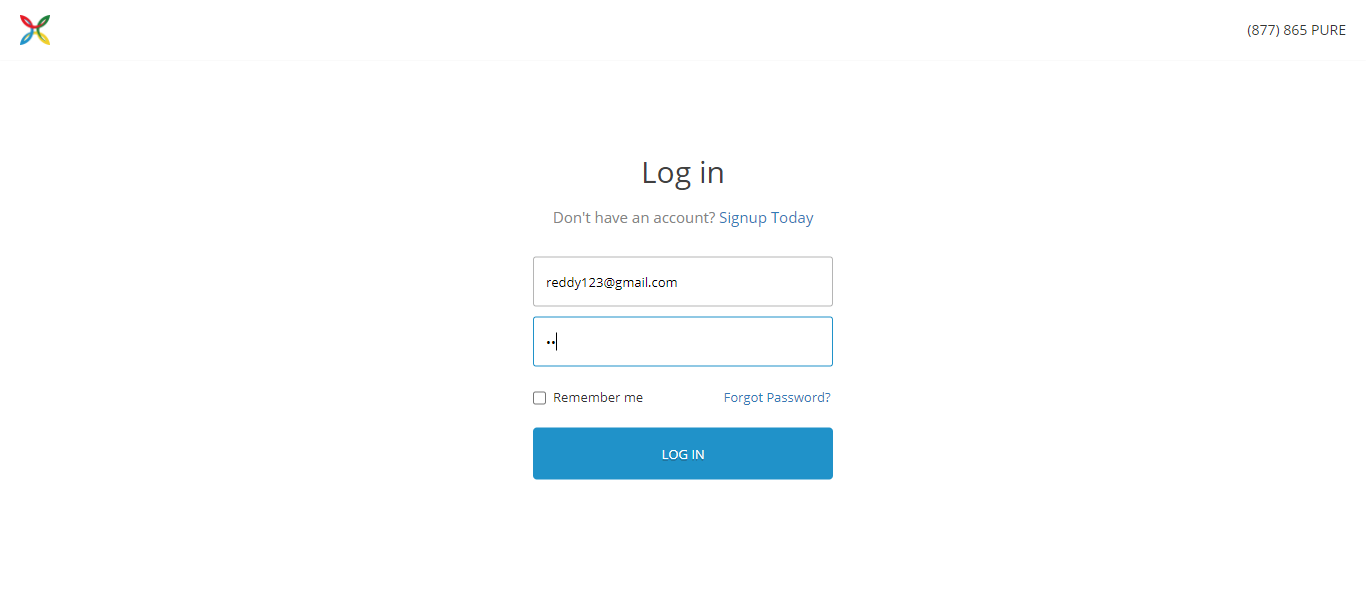 (877) 865 PURE
Log in
Don't have an account? Signup Today
reddy123@gmail.com
••
Remember me Forgot Password?
LOG IN